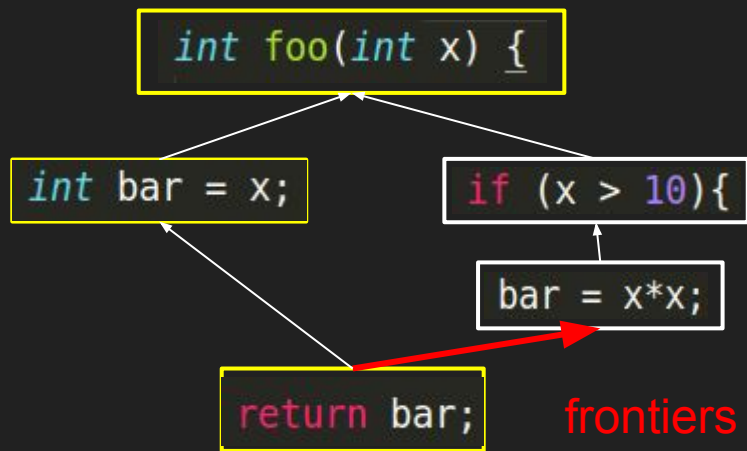 int foo(int x) {
int bar = x;
if (x > 10){
bar = x*x;
return bar;
frontiers